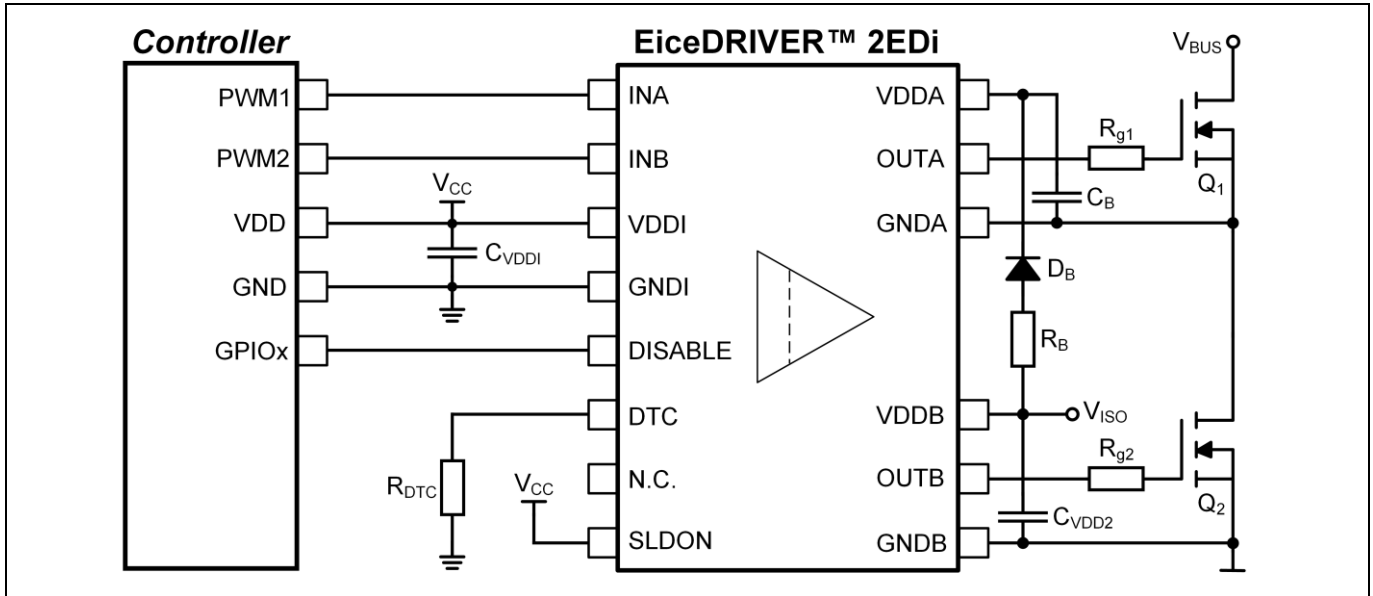 Controller
EiceDRIVER™ 2EDi
PWM1
PWM2
VDD
GND
GPIOx
VCC
CVDDI
RDTC
VCC
INA
INB
VDDI
GNDI
DISABLE
DTC
N.C.
SLDON
VDDA
OUTA
GNDA
VDDB
OUTB
GNDB
VBUS
Rg1
Q1
CB
DB
RB
VISO
Rg2
Q2
CVDD2